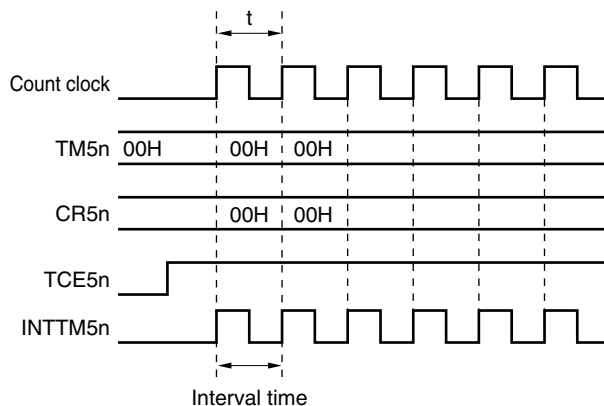 t
Count clock
TM5n 00H 00H 00H
CR5n 00H 00H
TCE5n
INTTM5n
Interval time